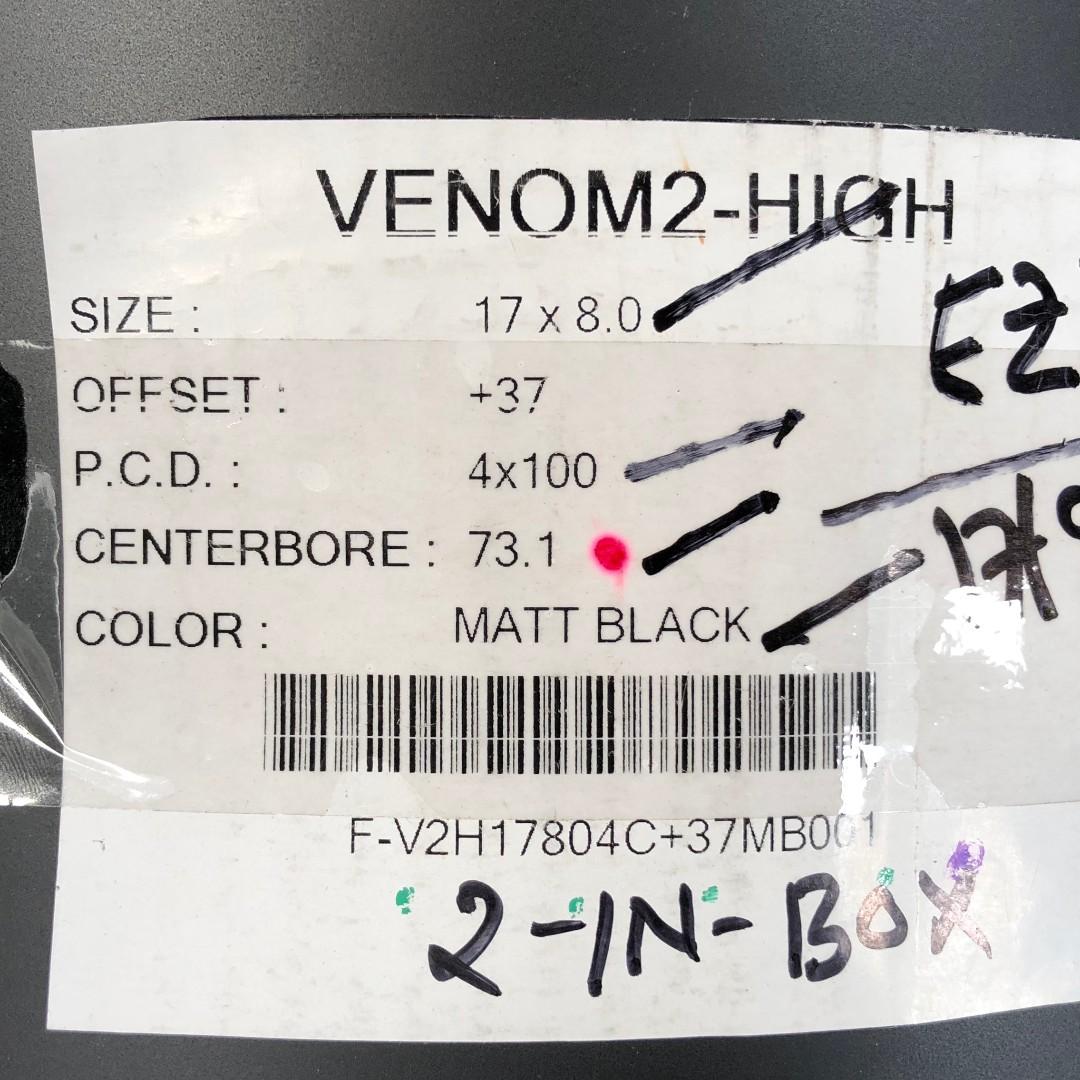 VENOM2-HIGH
SIZE : 17 x 8.0
OFFSET : +37
P.C.D. : 4x100
CENTERBORE : 73.1
COLOR : MATT BLACK
F-V2H17804C+37MB001
2-IN-BOX